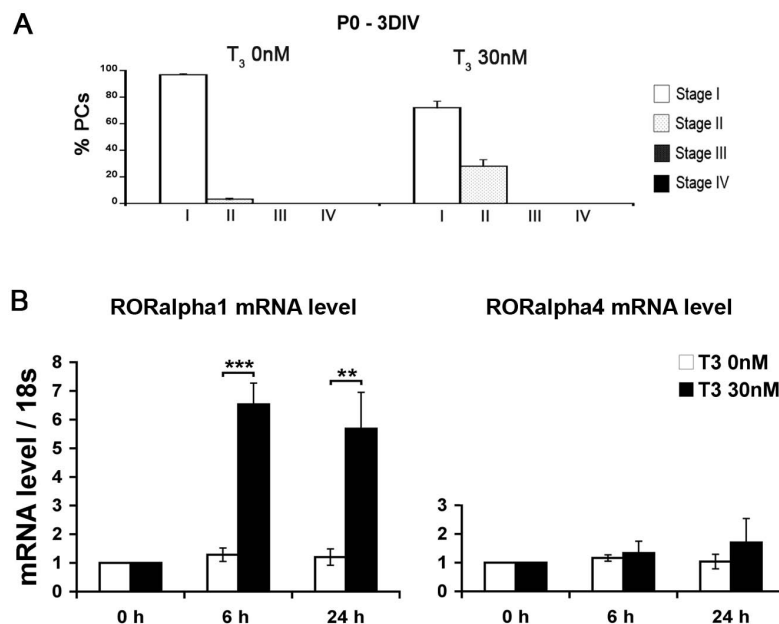 A
P0 - 3DIV
T3 0nM
T3 30nM
% PCs
100
80
60
40
20
0
I II III IV
I II III IV
Stage I
Stage II
Stage III
Stage IV
B
RORalpha1 mRNA level
RORalpha4 mRNA level
mRNA level / 18s
8
7
6
5
4
3
2
1
0
***
**
0 h 6 h 24 h
3
2
1
0
0 h 6 h 24 h
T3 0nM
T3 30nM